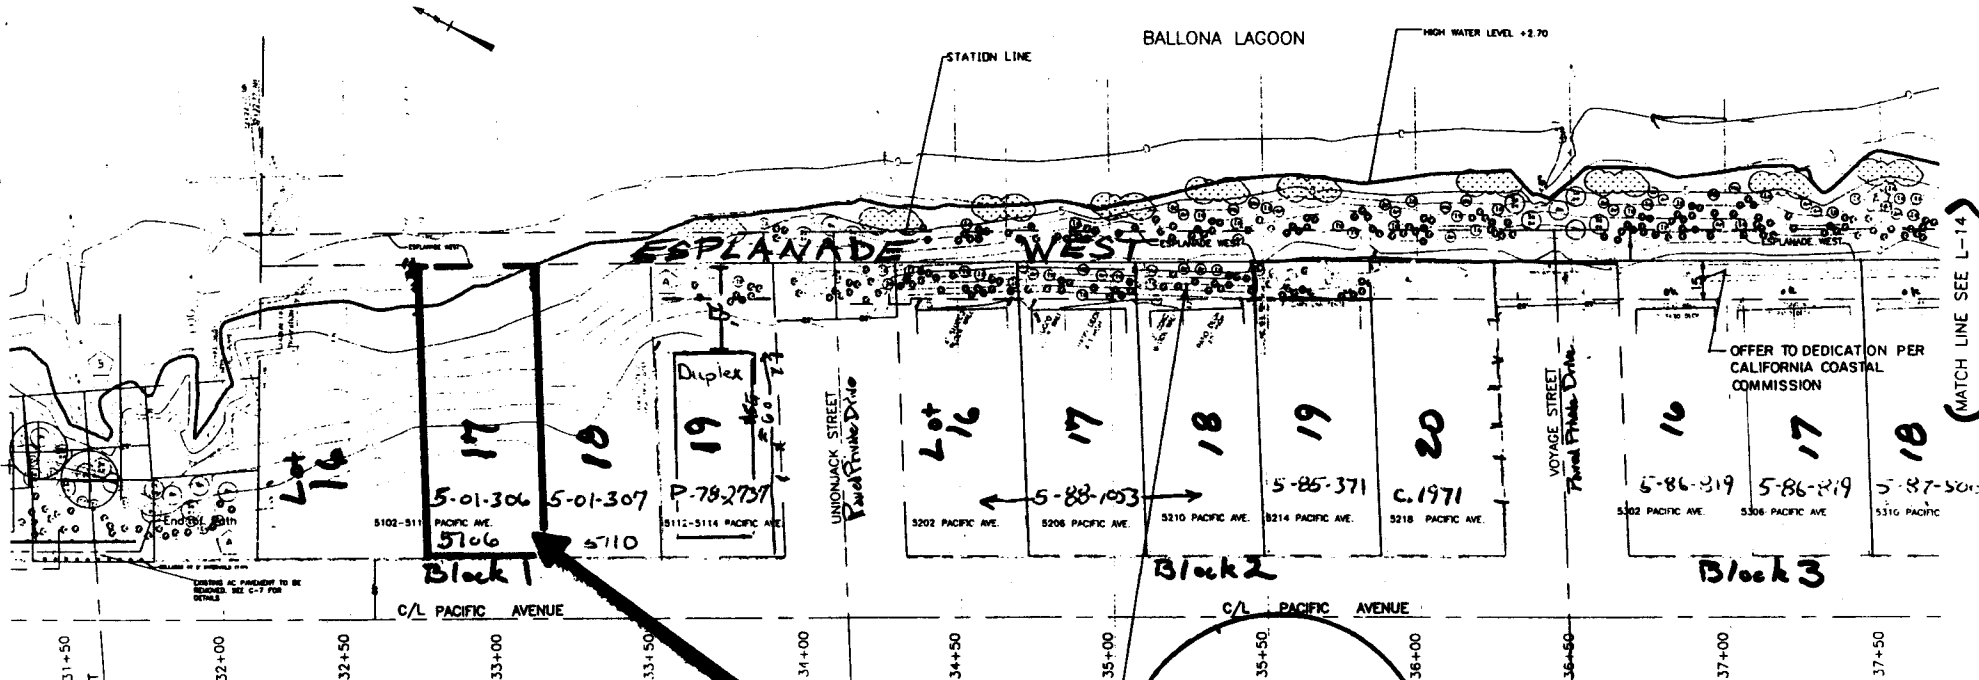 BALLONA LAGOON
HIGH WATER LEVEL +2.70
STATION LINE
ESPLANADE WEST
ESPLANADE WEST
ESPLANADE WEST
ESPLANADE WEST
(MATCH LINE SEE L-14)
OFFER TO DEDICATION PER
CALIFORNIA COASTAL
COMMISSION
15'
Lot
16
17
18
Duplex
19
UNIONJACK STREET
Paved Private Drive
Lot
16
17
18
19
20
VOYAGE STREET
Paved Private Drive
16
17
18
5-01-306
5-01-307
P-78-2737
5-88-1053
5-85-371
C. 1971
5-86-819
5-86-819
End of Path
5102-511
PACIFIC AVE.
5112-5114 PACIFIC AVE.
5202 PACIFIC AVE.
5206 PACIFIC AVE.
5210 PACIFIC AVE.
5214 PACIFIC AVE.
5218 PACIFIC AVE.
5302 PACIFIC AVE.
5306 PACIFIC AVE
5310 PACIFIC
5106
5110
Block 1
Block 2
Block 3
EXISTING AC PAVEMENT TO BE
REMOVED. SEE C-7 FOR
DETAILS
C/L PACIFIC AVENUE
C/L PACIFIC AVENUE
31+50
32+00
32+50
33+00
33+50
34+00
34+50
35+00
35+50
36+00
36+50
37+00
37+50